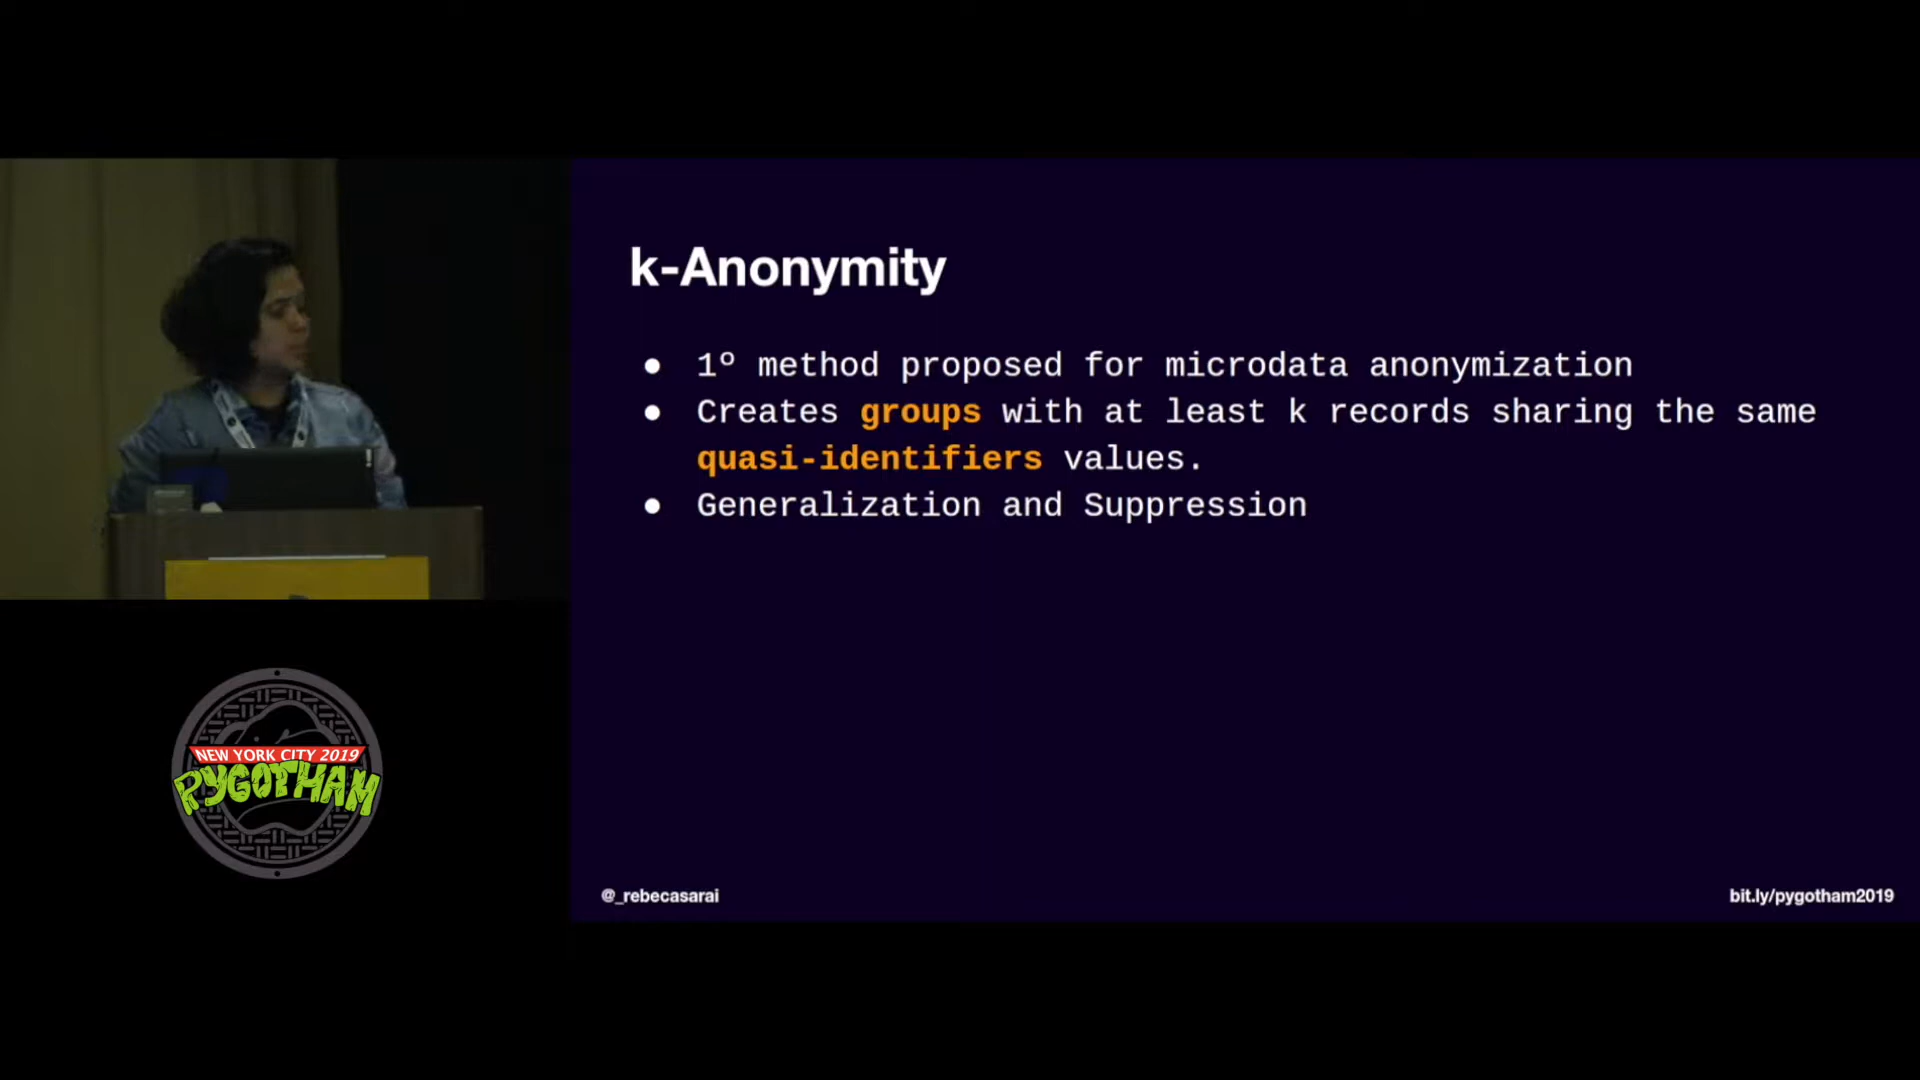 k-Anonymity
● 1º method proposed for microdata anonymization
● Creates groups with at least k records sharing the same
quasi-identifiers values.
● Generalization and Suppression
NEW YORK CITY 2019
PYGOTHAM
@_rebecasarai
bit.ly/pygotham2019